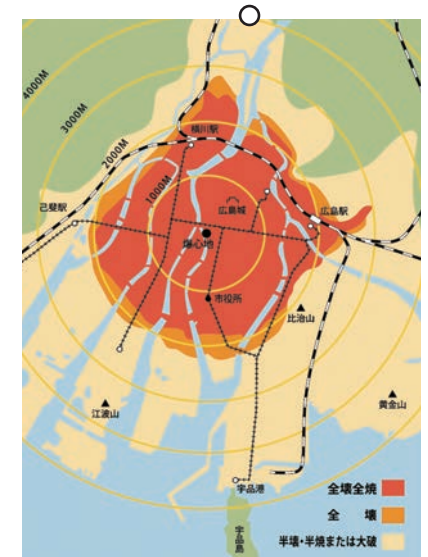 4000M
3000M
2000M
1000M
横川駅
己斐駅
広島城
広島駅
爆心地
市役所
比治山
江波山
黄金山
宇品港
宇品島
全壊全焼
全 壊
半壊・半焼または大破